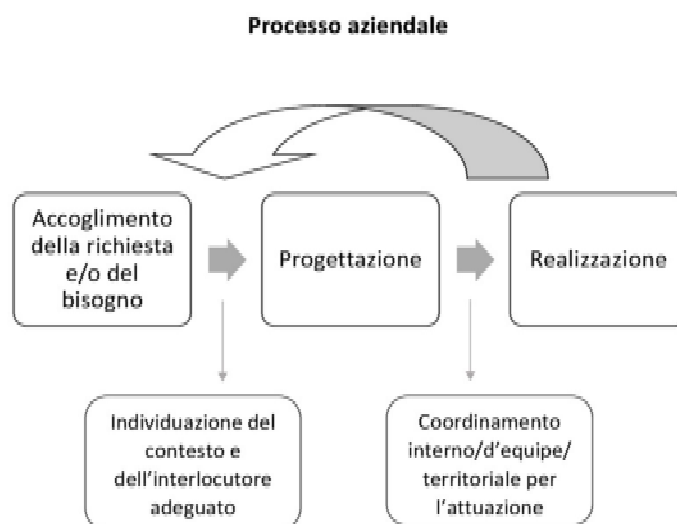 Processo aziendale
Accoglimento
della richiesta
e/o del
bisogno
Progettazione
Realizzazione
Individuazione del
contesto e
dell'interlocutore
adeguato
Coordinamento
interno/d'equipe/
territoriale per
l'attuazione